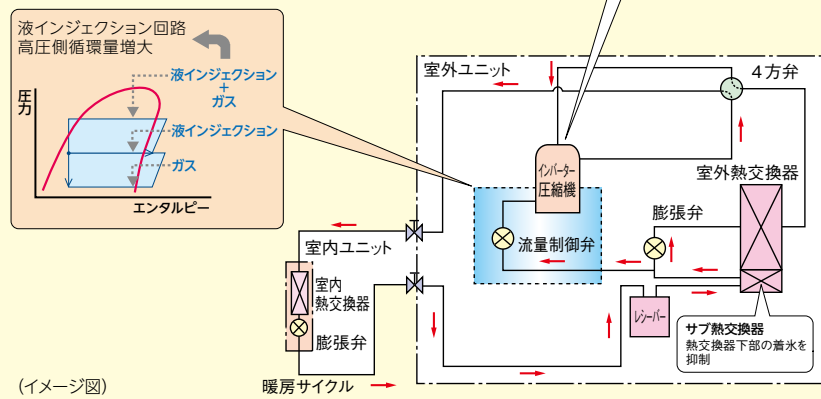 液インジェクション回路
高圧側循環量増大
液インジェクション
+
ガス
液インジェクション
ガス
圧力
エンタルピー
室外ユニット
4方弁
インバーター
圧縮機
室外熱交換器
膨張弁
流量制御弁
室内ユニット
室内
熱交換器
膨張弁
レシーバー
サブ熱交換器
熱交換器下部の着氷を
抑制
(イメージ図)
暖房サイクル